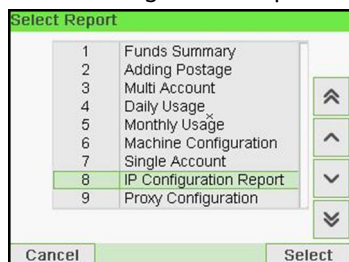 Select Report
1 Funds Summary
2 Adding Postage
3 Multi Account
4 Daily Usage
5 Monthly Usage
6 Machine Configuration
7 Single Account
8 IP Configuration Report
9 Proxy Configuration
Cancel Select